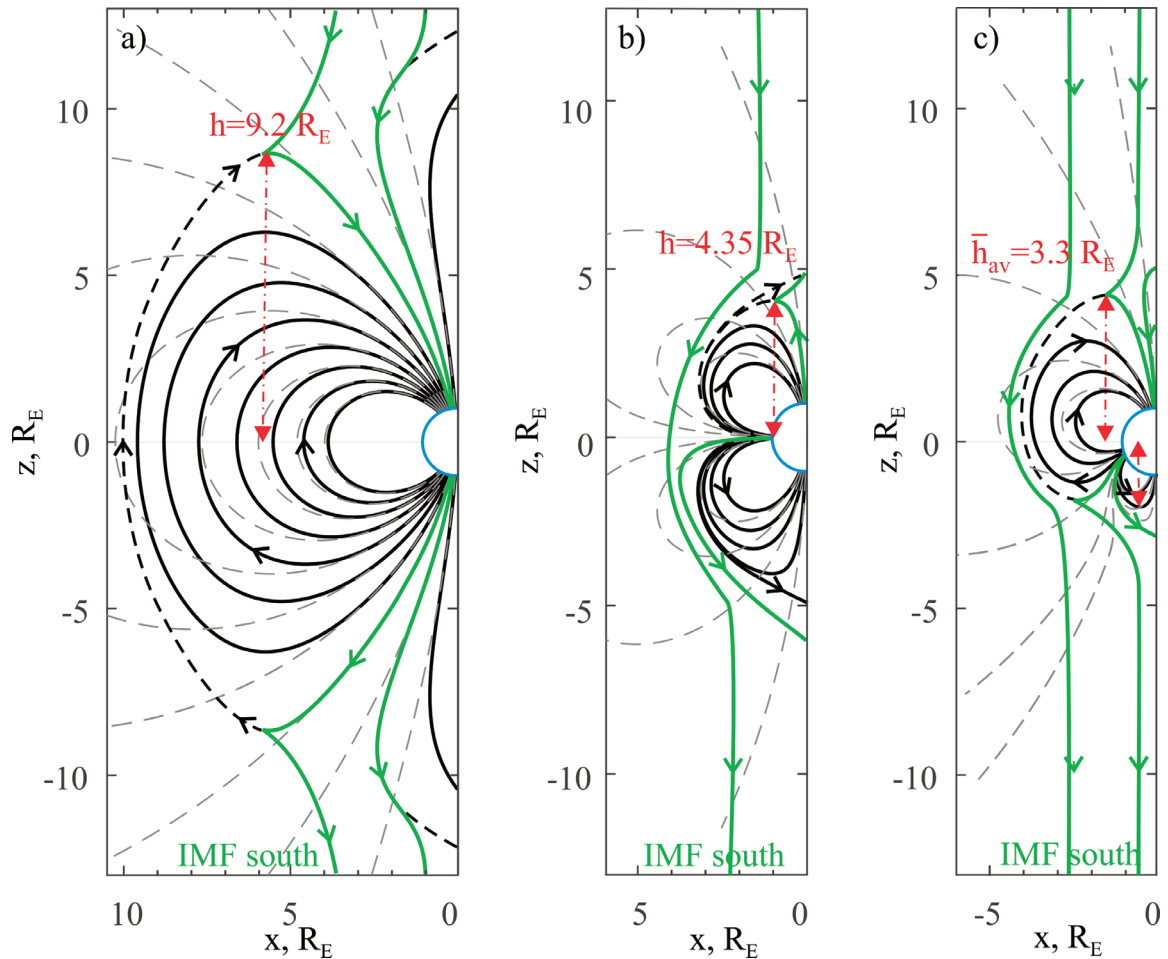 a)
h=9.2 R_E
10
5
0
-5
-10
z, R_E
IMF south
10 5 0
x, R_E
b)
h=4.35 R_E
10
5
0
-5
-10
z, R_E
IMF south
5 0
x, R_E
c)
h̅_av=3.3 R_E
10
5
0
-5
-10
z, R_E
IMF south
-5 0
x, R_E